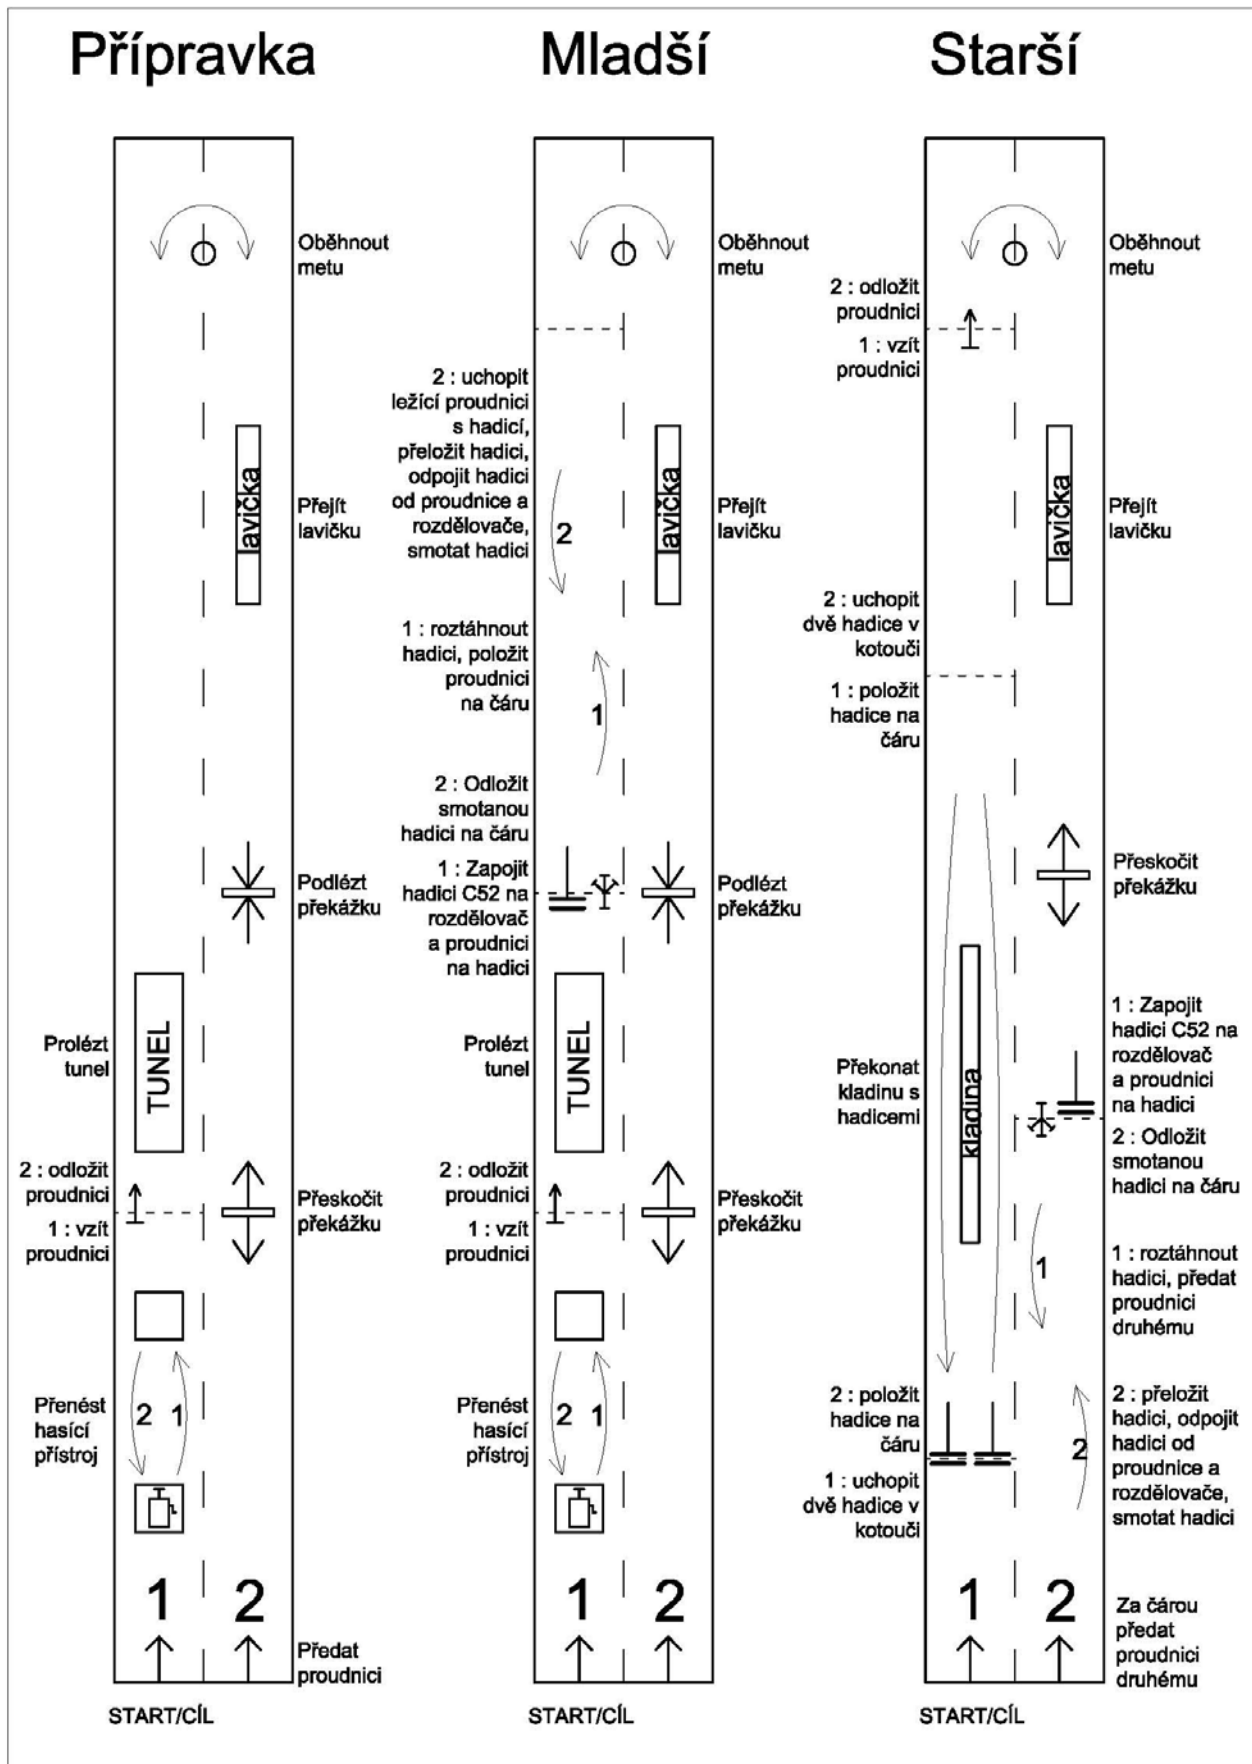 Přípravka
Oběhnout
metu
lavička
Přejít
lavičku
Podlézt
překážku
Prolézt
tunel
TUNEL
2 : odložit
proudnici
1 : vzít
proudnici
Přeskočit
překážku
Přenést
hasící
přístroj
2 1
1 2
Předat
proudnici
START/CÍL
Mladší
Oběhnout
metu
2 : uchopit
ležící proudnici
s hadicí,
přeložit hadici,
odpojit hadici
od proudnice a
rozdělovače,
smotat hadici
2
lavička
Přejít
lavičku
1 : roztáhnout
hadici, položit
proudnici
na čáru
1
2 : Odložit
smotanou
hadici na čáru
1 : Zapojit
hadici C52 na
rozdělovač
a proudnici
na hadici
Podlézt
překážku
Prolézt
tunel
TUNEL
2 : odložit
proudnici
1 : vzít
proudnici
Přeskočit
překážku
Přenést
hasící
přístroj
2 1
1 2
START/CÍL
Starší
Oběhnout
metu
2 : odložit
proudnici
1 : vzít
proudnici
lavička
Přejít
lavičku
2 : uchopit
dvě hadice v
kotouči
1 : položit
hadice na
čáru
Přeskočit
překážku
Překonat
kladinu s
hadicemi
kladina
1 : Zapojit
hadici C52 na
rozdělovač
a proudnici
na hadici
2 : Odložit
smotanou
hadici na čáru
1
1 : roztáhnout
hadici, předat
proudnici
druhému
2 : položit
hadice na
čáru
1 : uchopit
dvě hadice v
kotouči
2
2 : přeložit
hadici, odpojit
hadici od
proudnice a
rozdělovače,
smotat hadici
1 2
Za čárou
předat
proudnici
druhému
START/CÍL